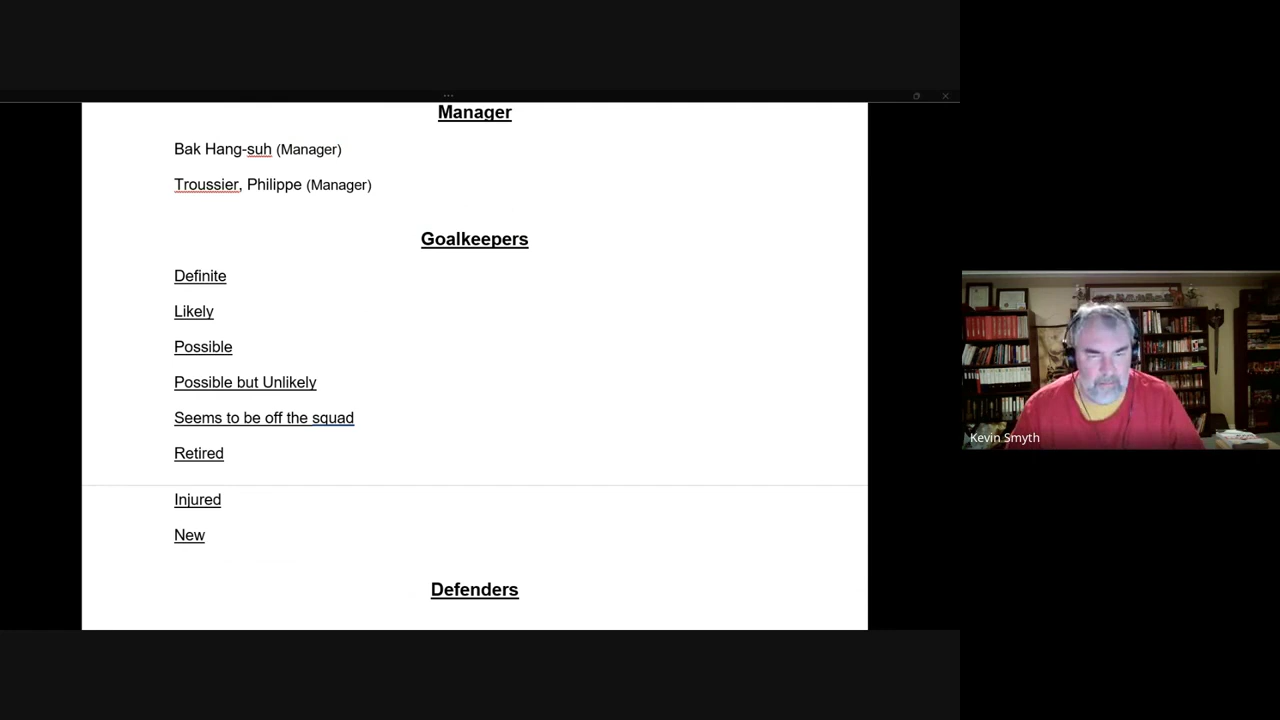 Manager
Bak Hang-suh (Manager)
Troussier, Philippe (Manager)
Goalkeepers
Definite
Likely
Possible
Possible but Unlikely
Seems to be off the squad
Retired
Injured
New
Defenders
Kevin Smyth